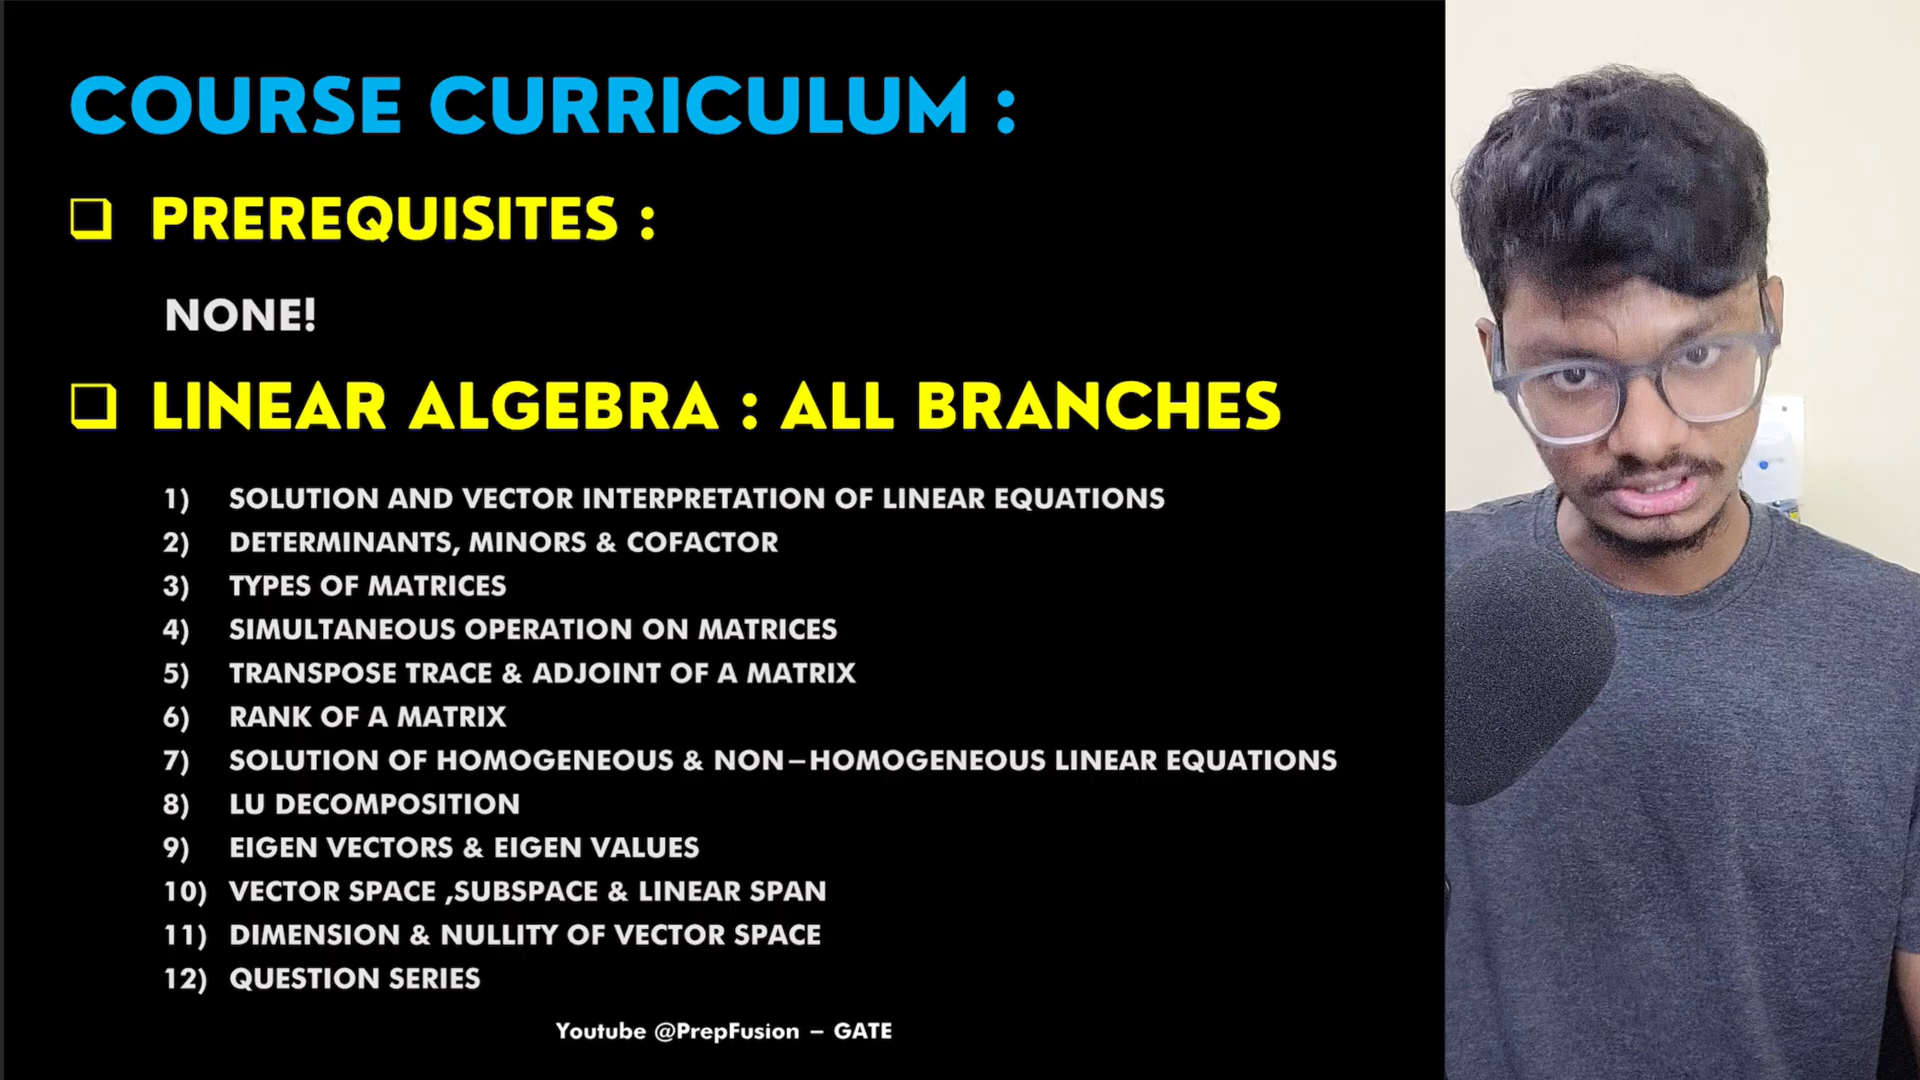 COURSE CURRICULUM :
PREREQUISITES :
NONE!
LINEAR ALGEBRA : ALL BRANCHES
1) SOLUTION AND VECTOR INTERPRETATION OF LINEAR EQUATIONS
2) DETERMINANTS, MINORS & COFACTOR
3) TYPES OF MATRICES
4) SIMULTANEOUS OPERATION ON MATRICES
5) TRANSPOSE TRACE & ADJOINT OF A MATRIX
6) RANK OF A MATRIX
7) SOLUTION OF HOMOGENEOUS & NON–HOMOGENEOUS LINEAR EQUATIONS
8) LU DECOMPOSITION
9) EIGEN VECTORS & EIGEN VALUES
10) VECTOR SPACE ,SUBSPACE & LINEAR SPAN
11) DIMENSION & NULLITY OF VECTOR SPACE
12) QUESTION SERIES
Youtube @PrepFusion – GATE